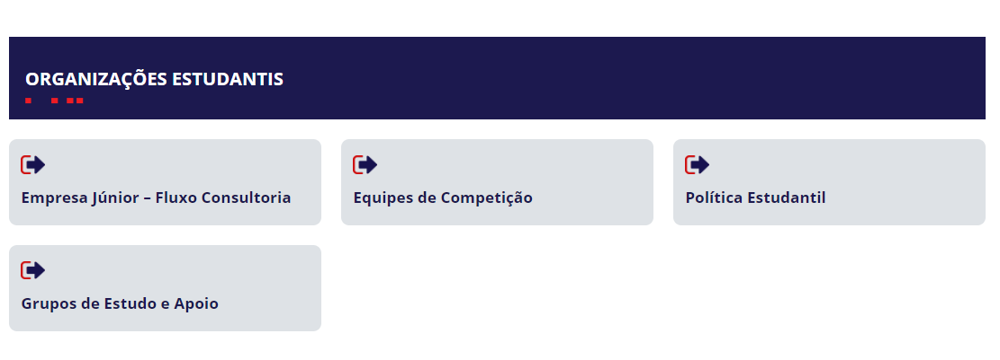 ORGANIZAÇÕES ESTUDANTIS
Empresa Júnior – Fluxo Consultoria
Equipes de Competição
Política Estudantil
Grupos de Estudo e Apoio